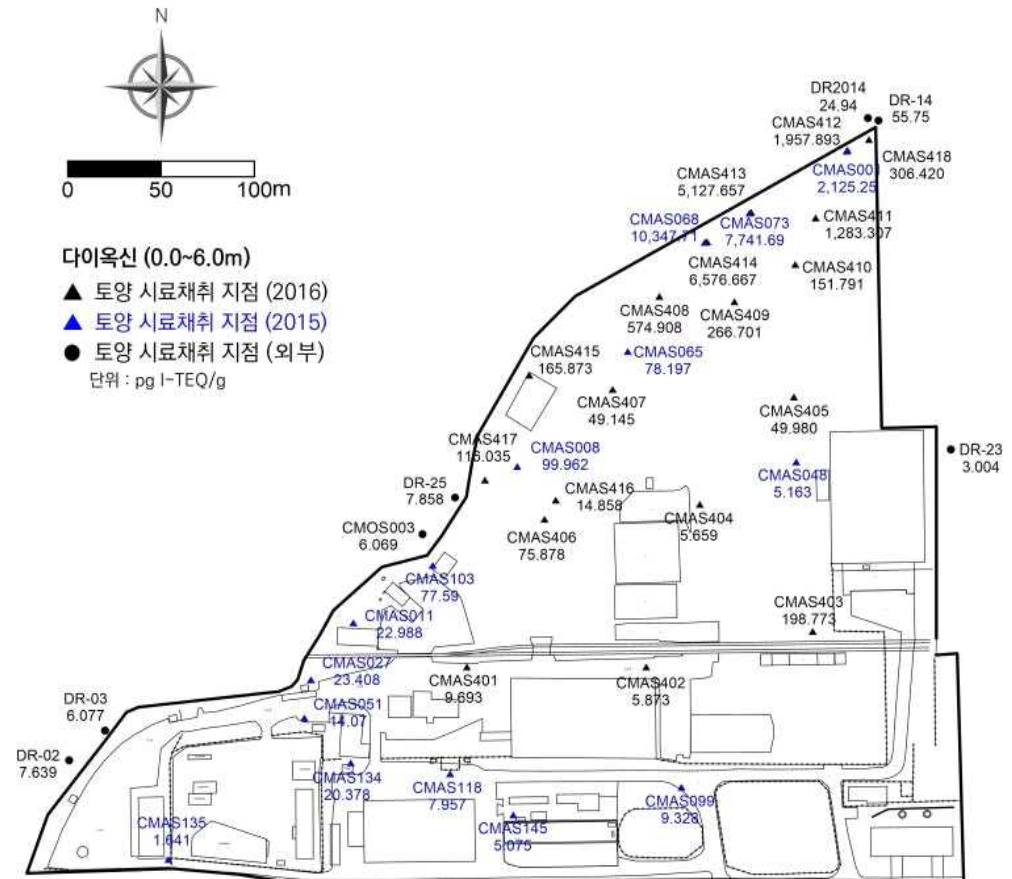 N
0 50 100m
다이옥신 (0.0~6.0m)
▲ 토양 시료채취 지점 (2016)
▲ 토양 시료채취 지점 (2015)
● 토양 시료채취 지점 (외부)
단위 : pg I-TEQ/g
DR2014
24.94
DR-14
55.75
CMAS412
1,957.893
CMAS418
306.420
CMAS001
2,125.25
CMAS413
5,127.657
CMAS411
1,283.307
CMAS068
10,347.71
CMAS073
7,741.69
CMAS414
6,576.667
CMAS410
151.791
CMAS408
574.908
CMAS409
266.701
CMAS415
165.873
CMAS065
78.197
CMAS407
49.145
CMAS405
49.980
CMAS417
116.035
CMAS008
99.962
DR-23
3.004
CMAS048
5.163
DR-25
7.858
CMAS416
14.858
CMAS404
5.659
CMOS003
6.069
CMAS406
75.878
CMAS103
77.59
CMAS011
22.988
CMAS403
198.773
CMAS027
23.408
CMAS401
9.693
CMAS402
5.873
DR-03
6.077
CMAS051
14.07
DR-02
7.639
CMAS134
20.378
CMAS118
7.957
CMAS099
9.328
CMAS135
1.641
CMAS145
5.075